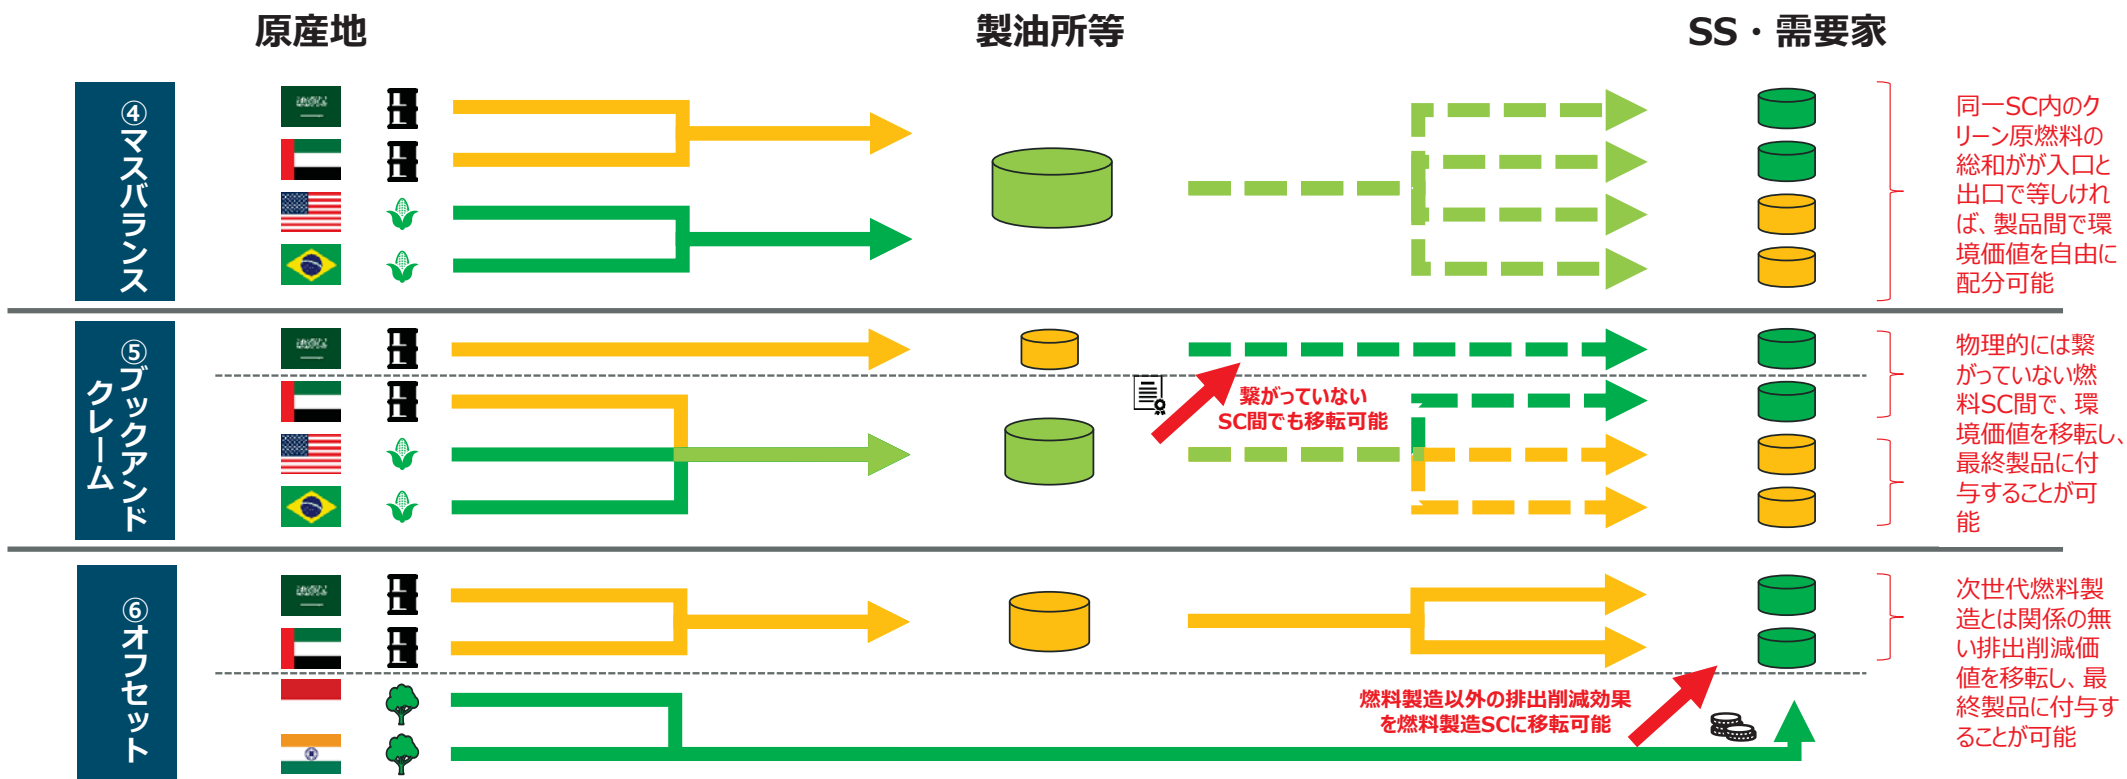 原産地
製油所等
SS・需要家
④マスバランス
同一SC内のク
リーン原燃料の
総和がが入口と
出口で等しけれ
ば、製品間で環
境価値を自由に
配分可能
⑤ブックアンド
クレーム
繋がっていない
SC間でも移転可能
物理的には繋
がっていない燃
料SC間で、環
境価値を移転し、
最終製品に付
与することが可
能
⑥オフセット
燃料製造以外の排出削減効果
を燃料製造SCに移転可能
次世代燃料製
造とは関係の無
い排出削減価
値を移転し、最
終製品に付与す
ることが可能